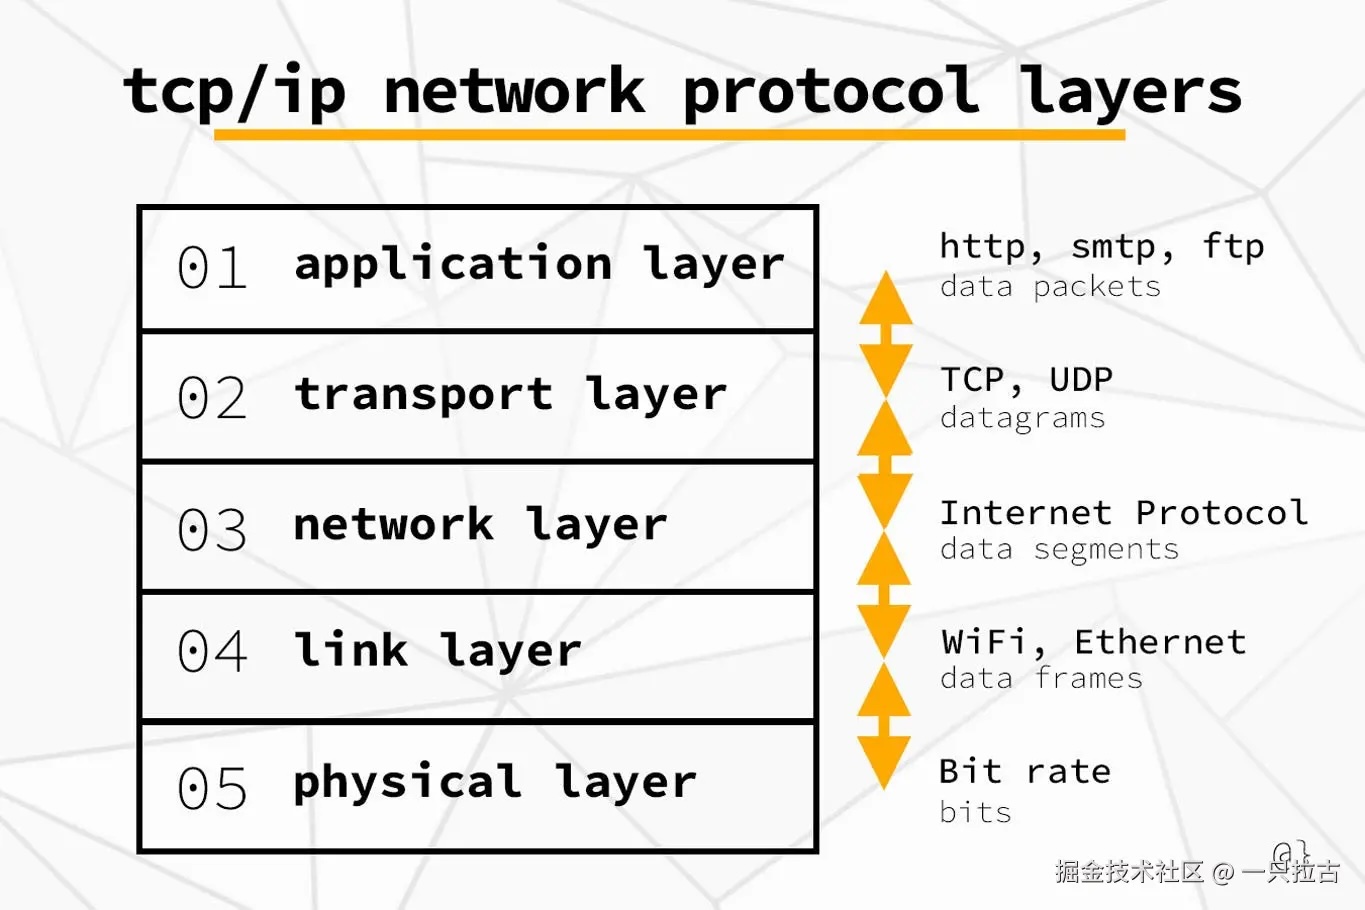 tcp/ip network protocol layers
01 application layer
http, smtp, ftp
data packets
02 transport layer
TCP, UDP
datagrams
03 network layer
Internet Protocol
data segments
04 link layer
WiFi, Ethernet
data frames
05 physical layer
Bit rate
bits
@}
掘金技术社区 @ 一只拉古